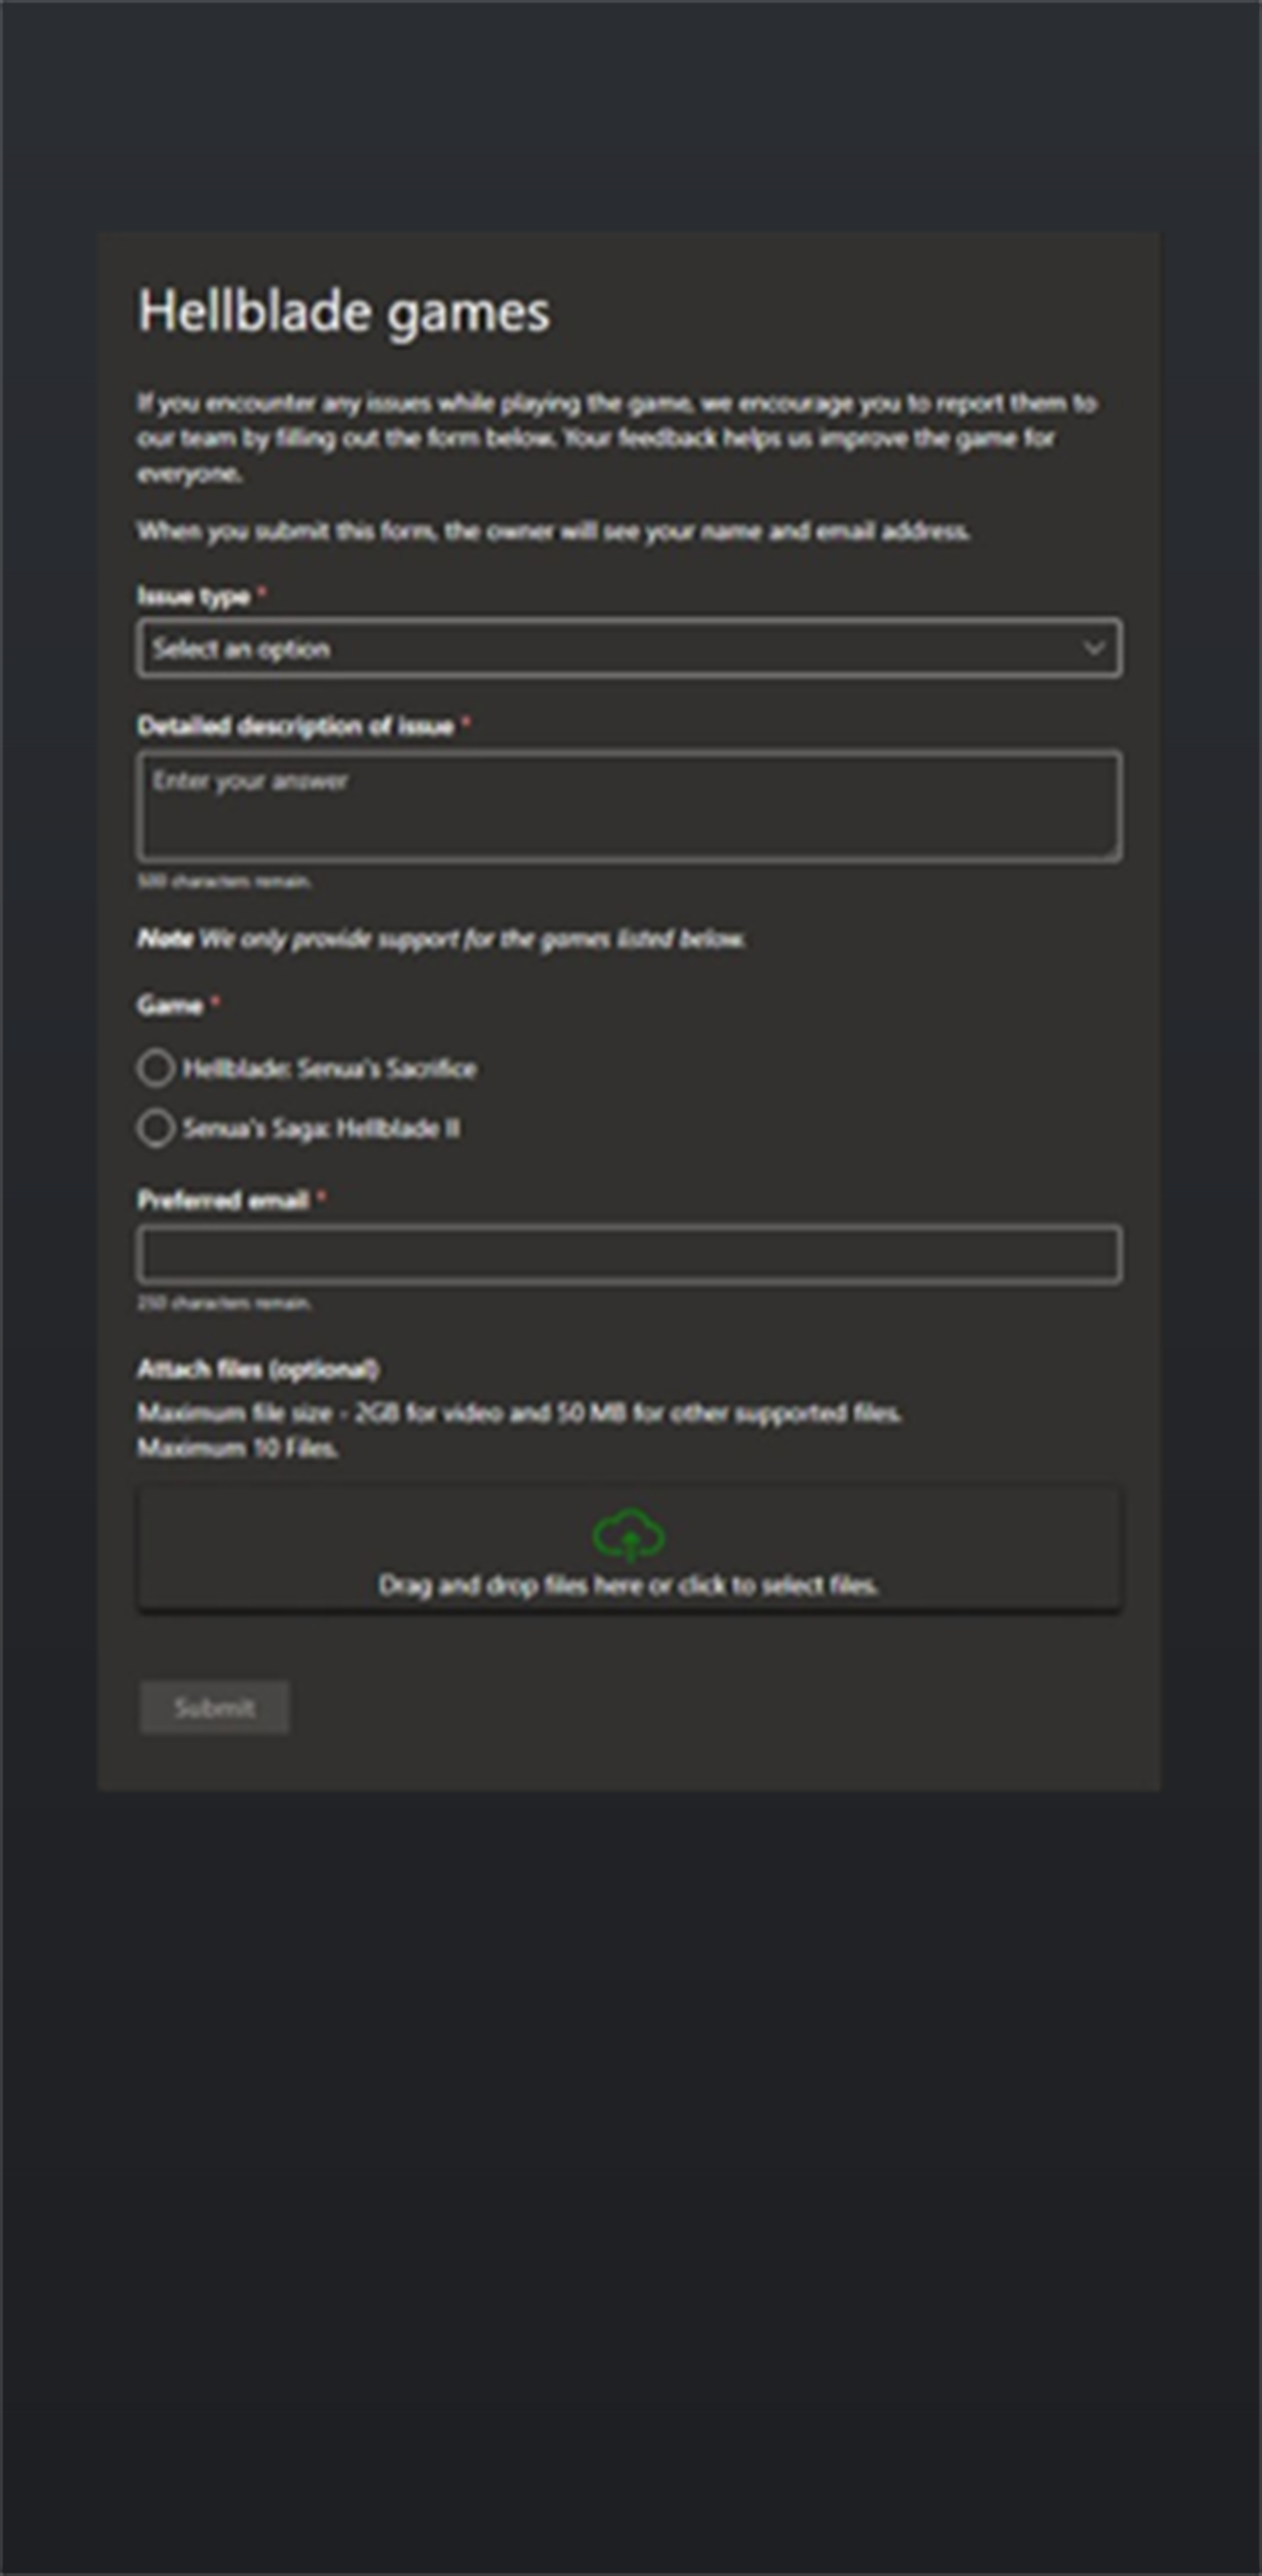 Hellblade games
If you encounter any issues while playing the game, we encourage you to report them to
our team by filling out the form below. Your feedback helps us improve the game for
everyone.
When you submit this form, the owner will see your name and email address.
Issue type *
Select an option
Detailed description of issue *
Enter your answer
500 characters remain.
Note We only provide support for the games listed below.
Game *
Hellblade: Senua's Sacrifice
Senua's Saga: Hellblade II
Preferred email *
250 characters remain.
Attach files (optional)
Maximum file size - 2GB for video and 50 MB for other supported files.
Maximum 10 Files.
Drag and drop files here or click to select files.
Submit